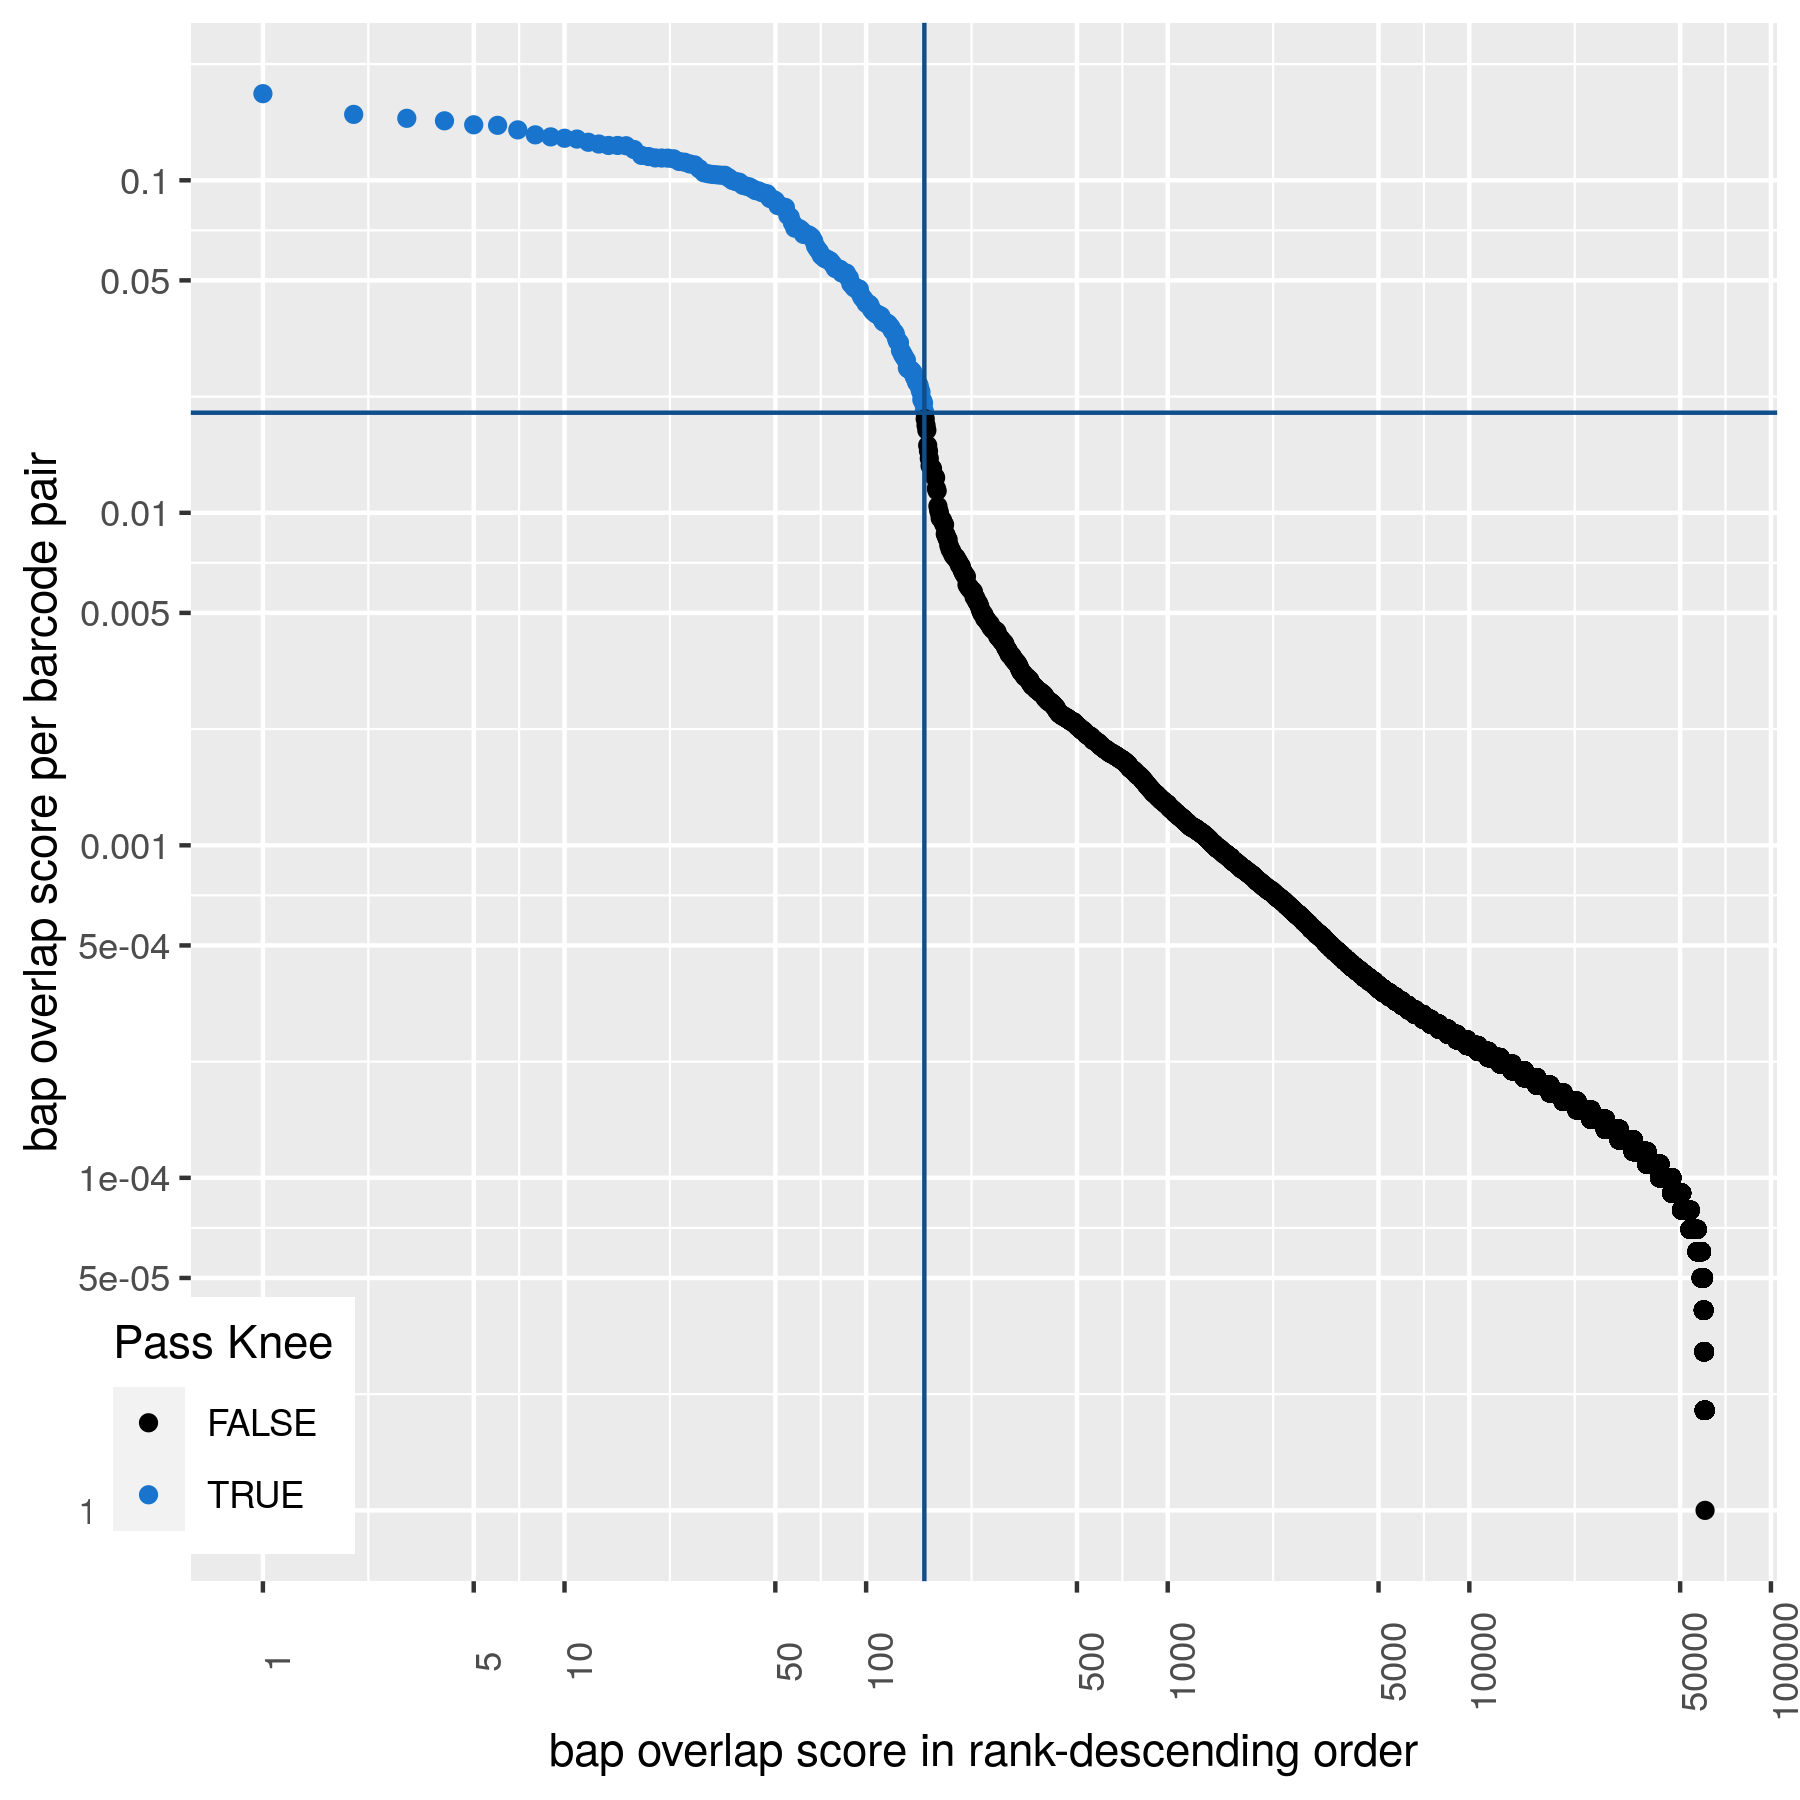 bap overlap score per barcode pair
0.1
0.05
0.01
0.005
0.001
5e-04
1e-04
5e-05
1
Pass Knee
FALSE
TRUE
1
5
10
50
100
500
1000
5000
10000
50000
100000
bap overlap score in rank-descending order